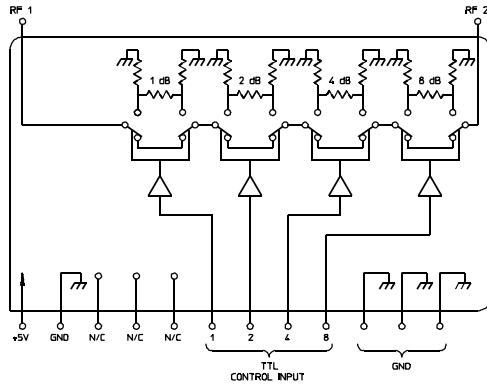 RF 1 RF 2
1 dB 2 dB 4 dB 8 dB
+5V GND N/C N/C N/C 1 2 4 8
TTL GND
CONTROL INPUT